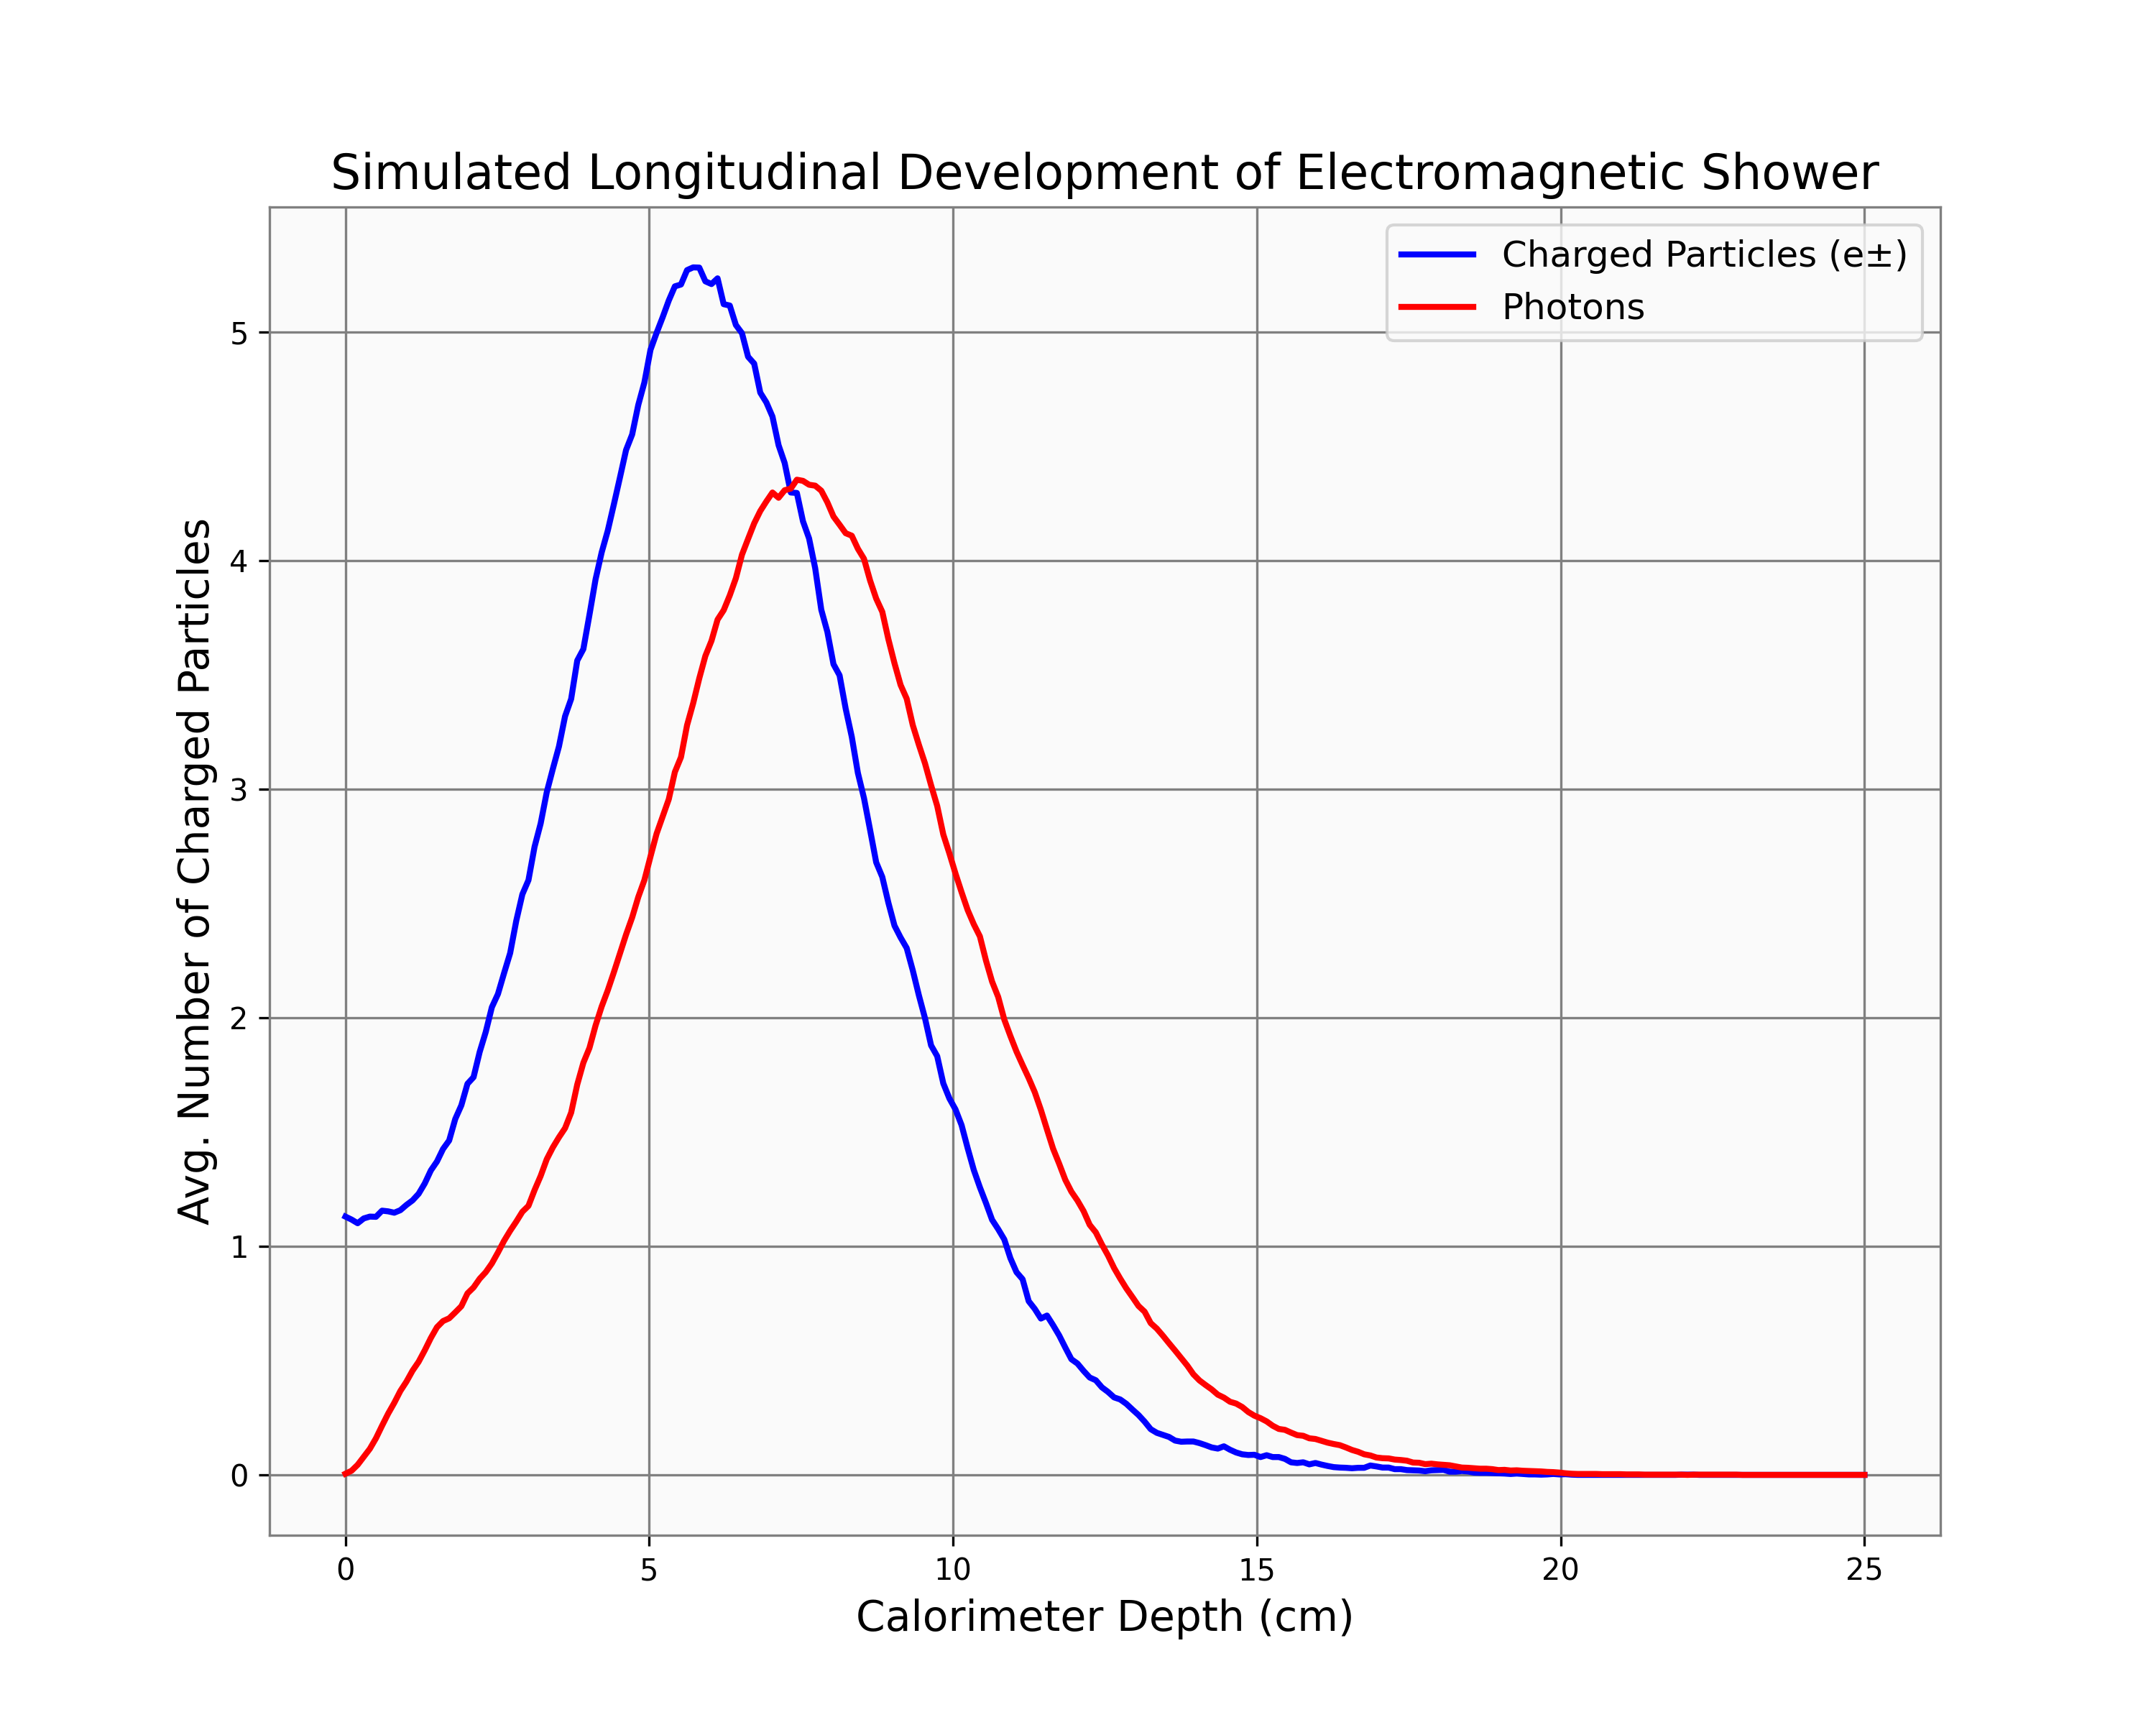 Simulated Longitudinal Development of Electromagnetic Shower
Charged Particles (e±)
Photons
Avg. Number of Charged Particles
5
4
3
2
1
0
0 5 10 15 20 25
Calorimeter Depth (cm)